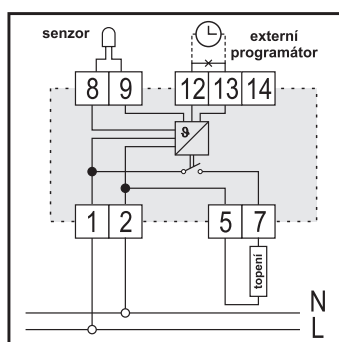 senzor
externí
programátor
8 9 12 13 14
ϑ
1 2 5 7
topení
N
L